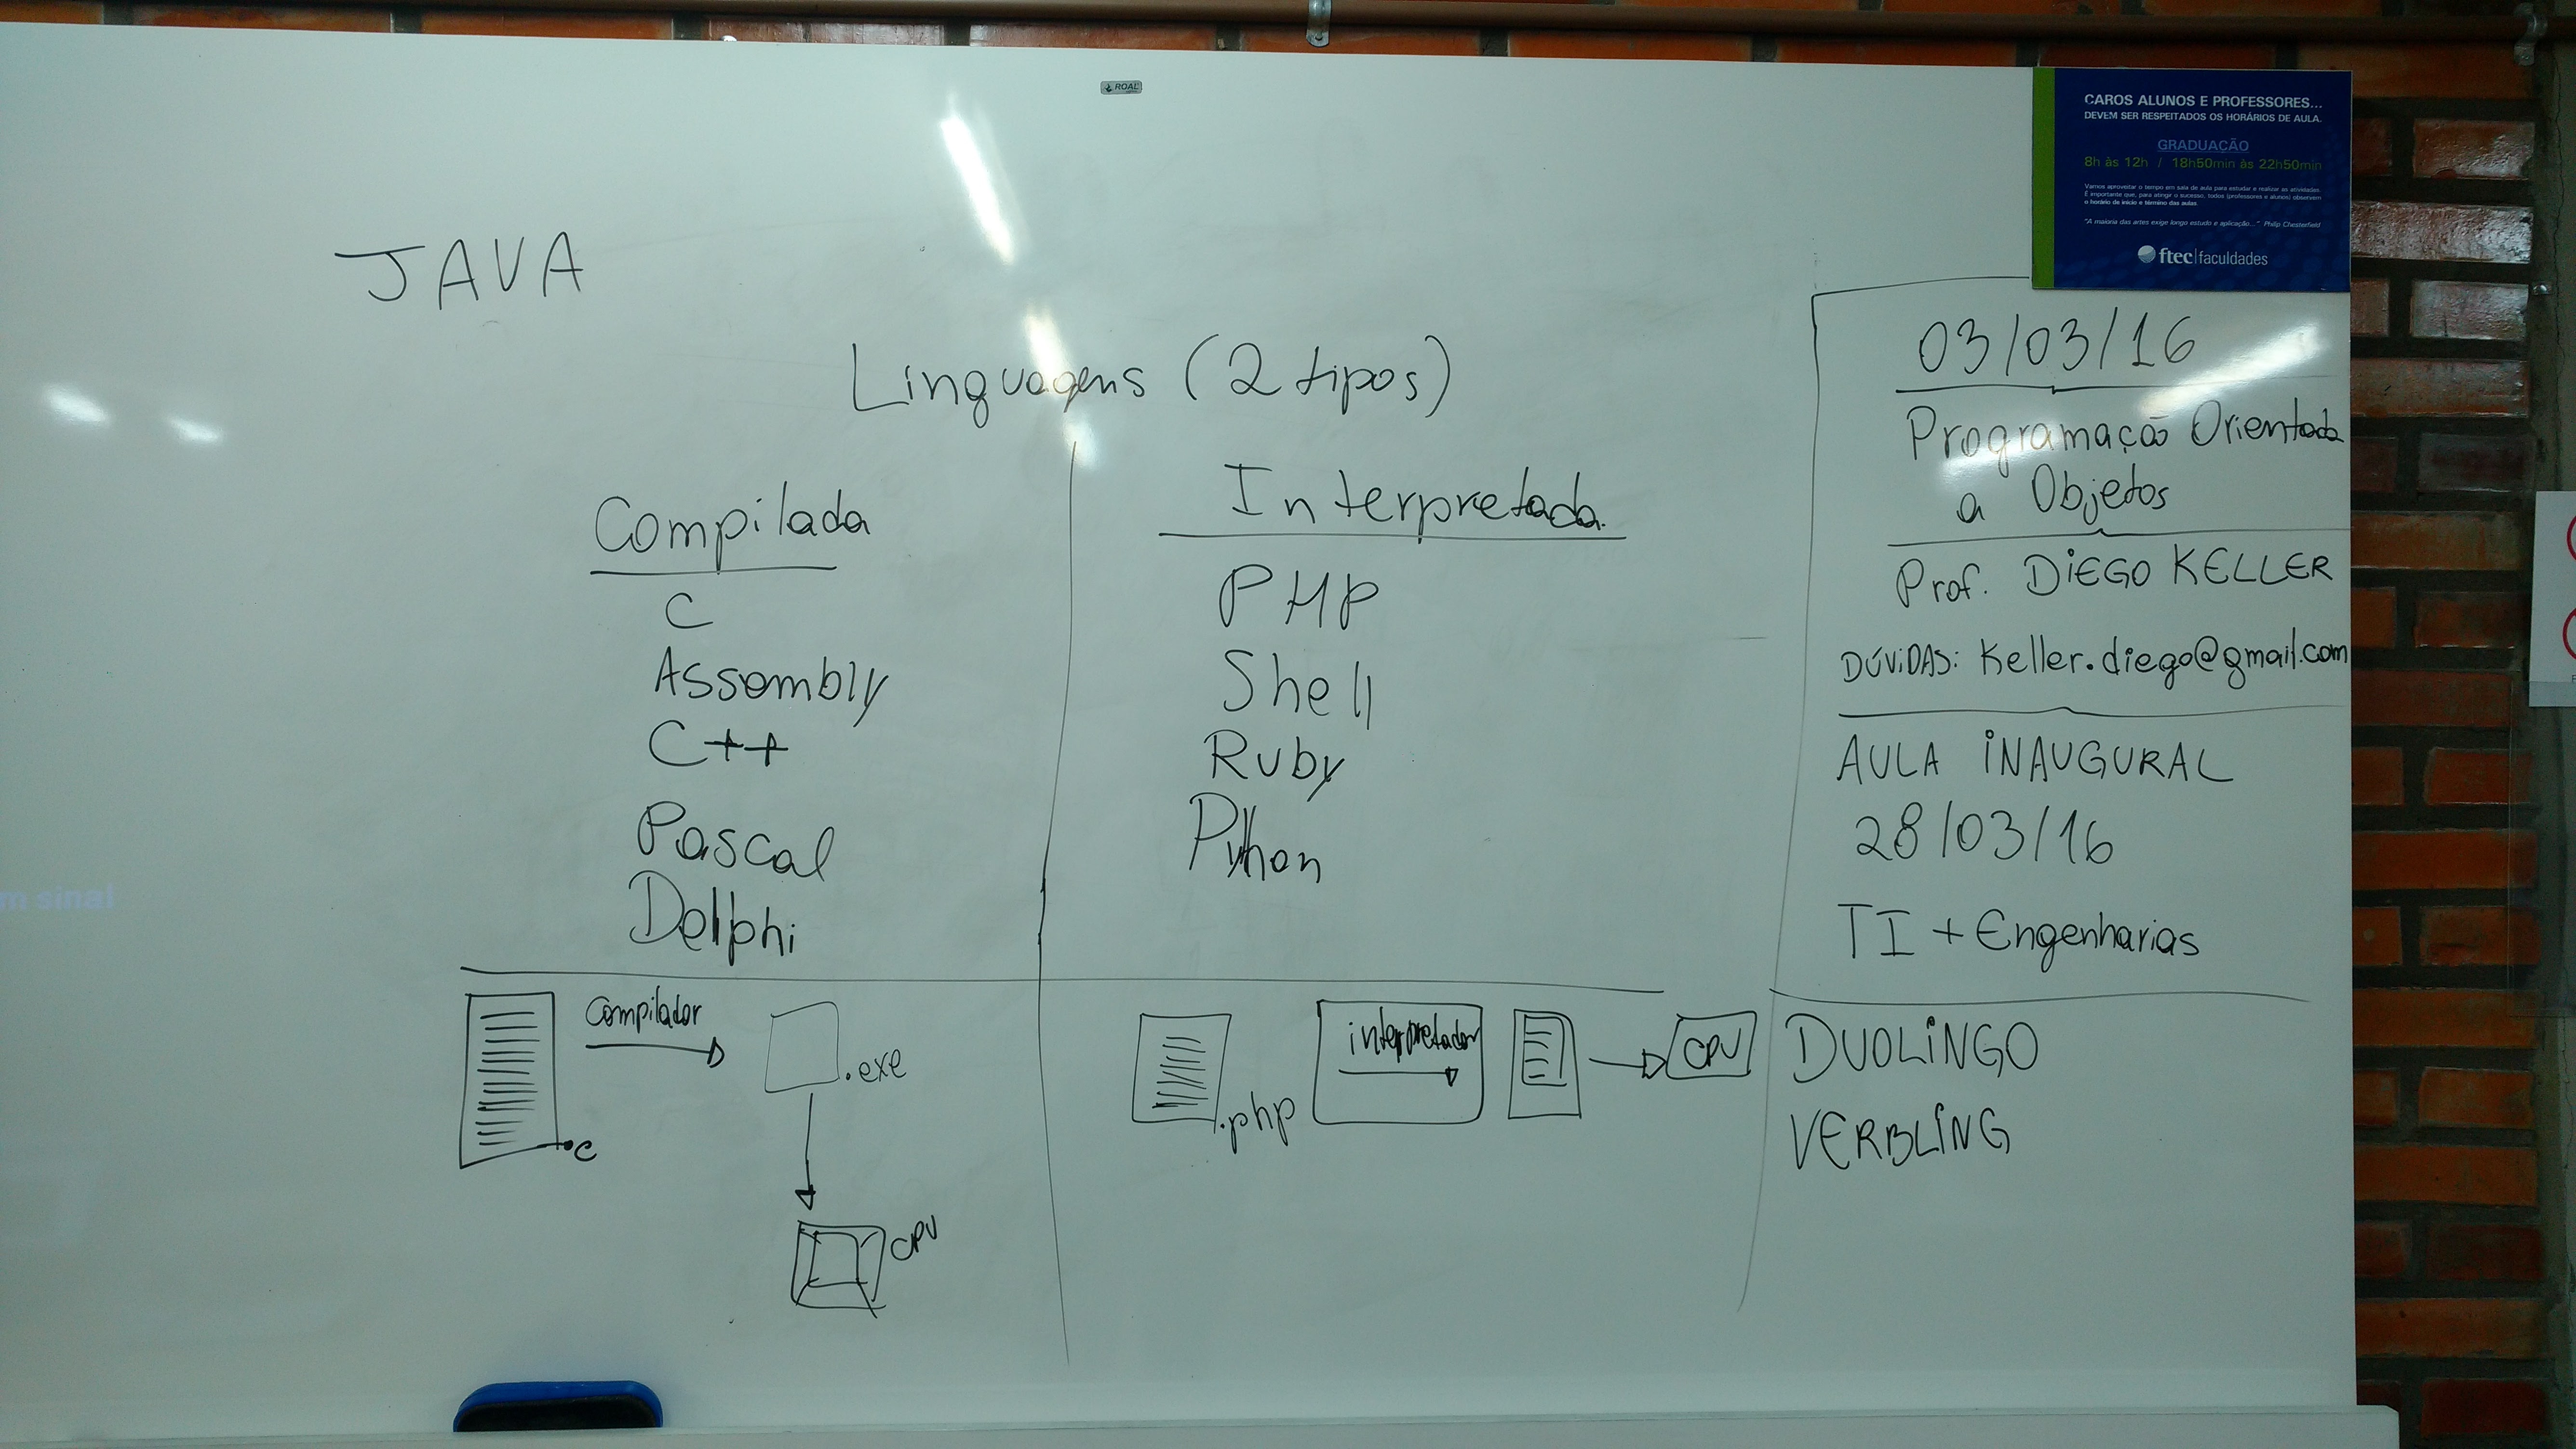 ROAL
CAROS ALUNOS E PROFESSORES...
DEVEM SER RESPEITADOS OS HORÁRIOS DE AULA.
GRADUAÇÃO
8h às 12h / 18h50min às 22h50min
Vamos aproveitar o tempo em sala de aula para estudar e realizar as atividades.
É importante que, para atingir o sucesso, todos (professores e alunos) observem
o horário de início e término das aulas
"A maioria das artes exige longo estudo e aplicação..." Philip Chesterfield
ftec|faculdades
JAVA
Linguagens (2 tipos)
Compilada
C
Assembly
C++
Pascal
Delphi
Compilador
.exe
.c
CPU
Interpretada
PHP
Shell
Ruby
Python
interpretador
.php
CPU
03/03/16
Programação Orientada
a Objetos
Prof. DiEGO KELLER
DÚViDAS: Keller.diego@gmail.com
AULA iNAUGURAL
28/03/16
TI + Engenharias
DUOLiNGO
VERBLiNG
m sinal